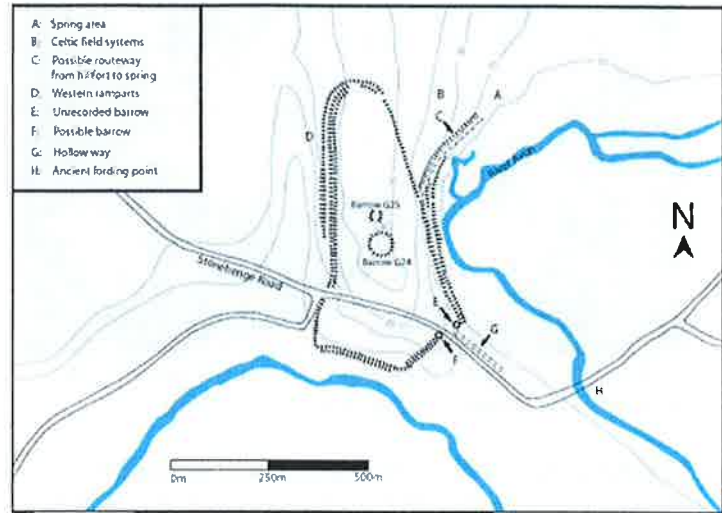 A: Spring area
B: Celtic field systems
C: Possible routeway
from hillfort to spring
D: Western ramparts
E: Unrecorded barrow
F: Possible barrow
G: Hollow way
H: Ancient fording point
B
A
C
D
River Avon
Barrow G25
N
Barrow G24
Stonehenge Road
E
G
F
H
0m
250m
500m